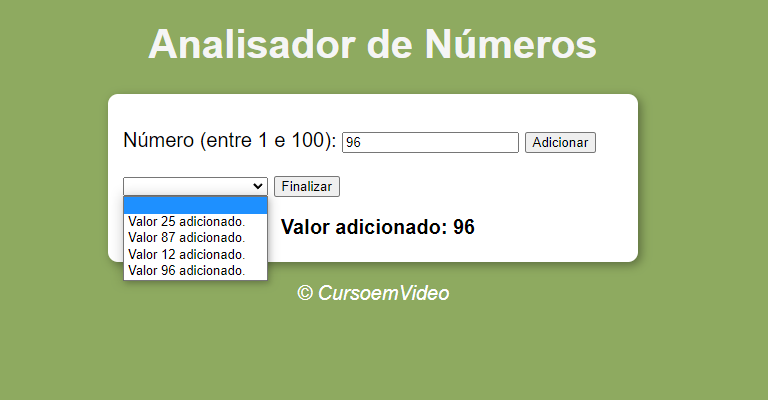 Analisador de Números
Número (entre 1 e 100): 96 Adicionar
Finalizar
Valor 25 adicionado.
Valor 87 adicionado.
Valor 12 adicionado.
Valor 96 adicionado.
Valor adicionado: 96
© CursoemVideo